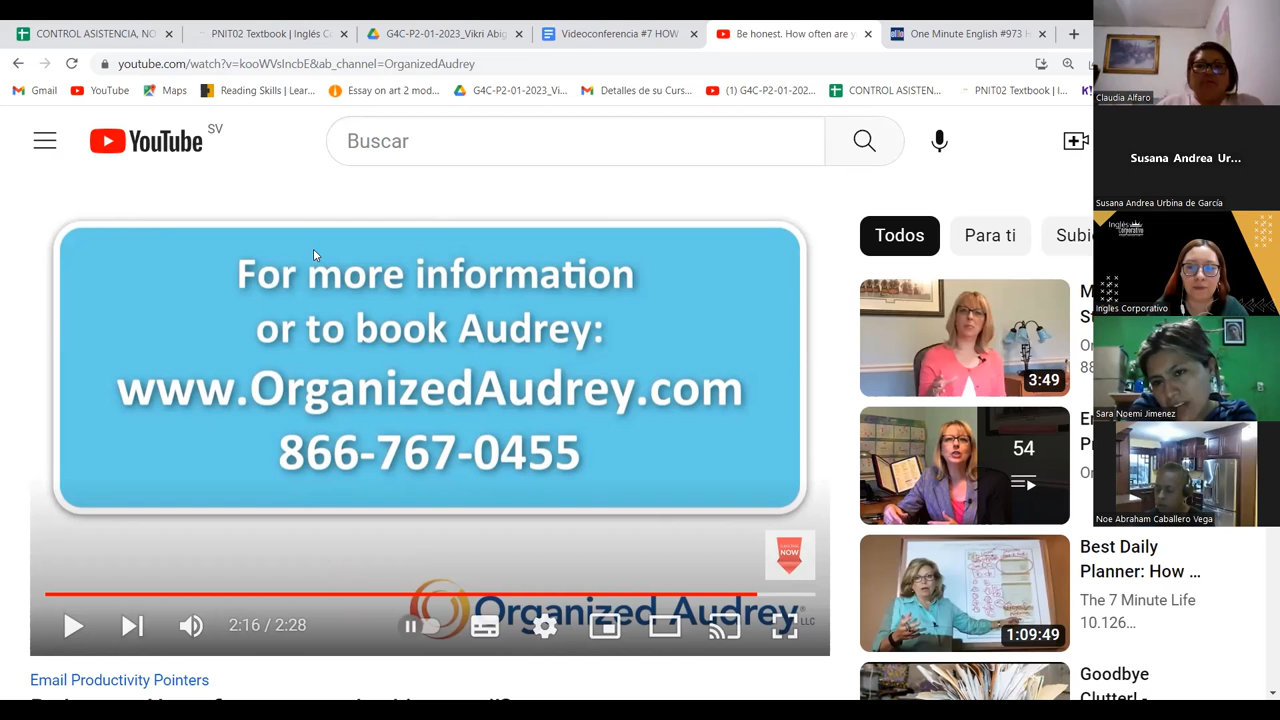 CONTROL ASISTENCIA, NO
PNIT02 Textbook | Inglés C
G4C-P2-01-2023_Vikri Abig
Videoconferencia #7 HOW
Be honest. How often are y
One Minute English #973 H
youtube.com/watch?v=kooWVsIncbE&ab_channel=OrganizedAudrey
Gmail
YouTube
Maps
Reading Skills | Lear...
Essay on art 2 mod...
G4C-P2-01-2023_Vi...
Detalles de su Curs...
(1) G4C-P2-01-202...
CONTROL ASISTEN...
PNIT02 Textbook | I...
YouTube
SV
Buscar
For more information
or to book Audrey:
www.OrganizedAudrey.com
866-767-0455
NOW
Organized Audrey LLC
2:16 / 2:28
Email Productivity Pointers
Todos
Para ti
Subi
3:49
54
Best Daily
Planner: How ...
The 7 Minute Life
10.126...
1:09:49
Goodbye
Clutter! -
Claudia Alfaro
Susana Andrea Ur...
Susana Andrea Urbina de García
Inglés
Corporativo
Ingles Corporativo
Sara Noemi Jimenez
Noe Abraham Caballero Vega